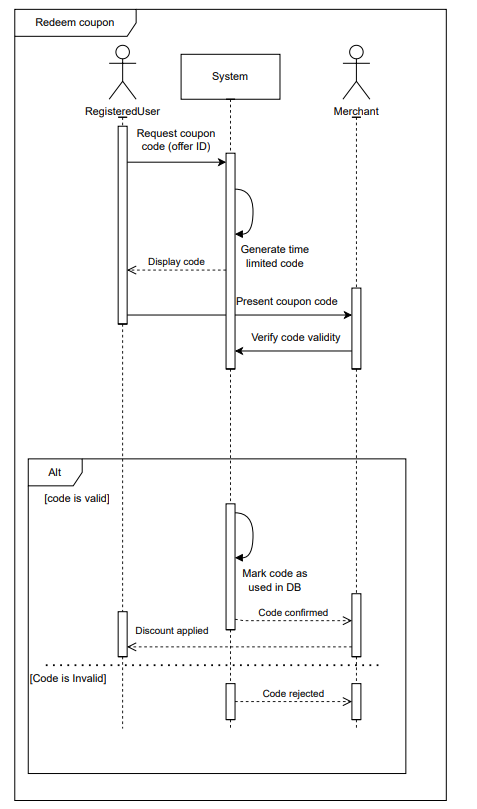 Redeem coupon
System
RegisteredUser
Merchant
Request coupon
code (offer ID)
Generate time
limited code
Display code
Present coupon code
Verify code validity
Alt
[code is valid]
Mark code as
used in DB
Code confirmed
Discount applied
[Code is Invalid]
Code rejected